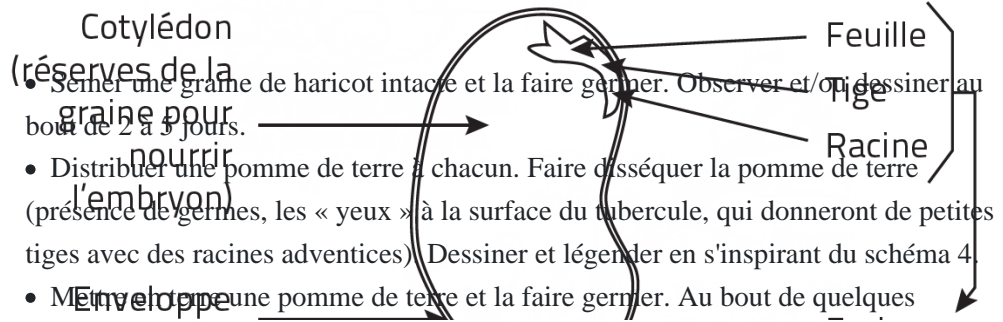 Cotylédon
(réserves de la
graine pour
nourrir
l'embryon)
Enveloppe
Feuille
Tige
Racine
• Semer une graine de haricot intacte et la faire germer. Observer et/ou dessiner au
bout de 2 à 5 jours.
• Distribuer une pomme de terre à chacun. Faire disséquer la pomme de terre
(présence de germes, les « yeux » à la surface du tubercule, qui donneront de petites
tiges avec des racines adventices). Dessiner et légender en s'inspirant du schéma 4.
• Mettre en terre une pomme de terre et la faire germer. Au bout de quelques